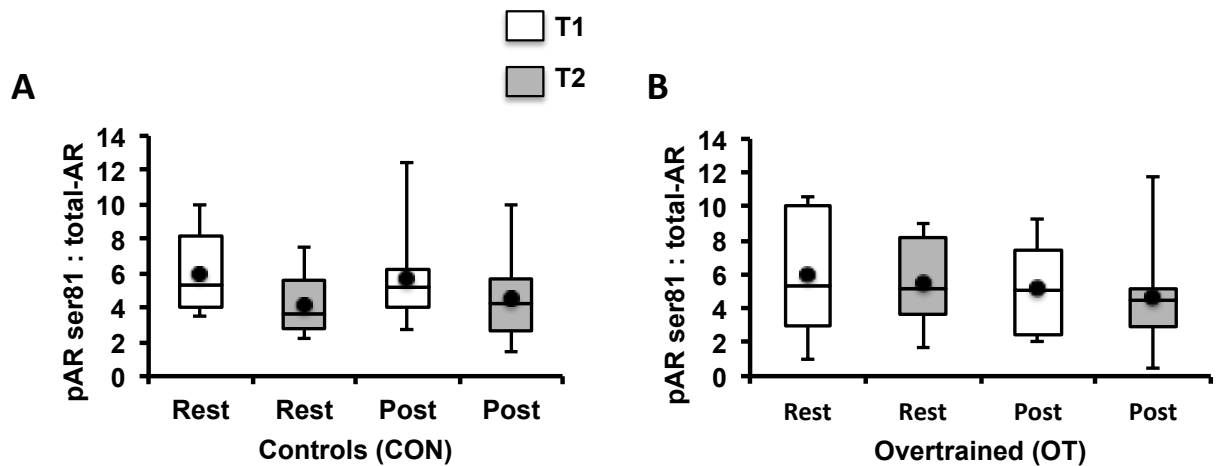 T1
T2
A
pAR ser81 : total-AR
14
12
10
8
6
4
2
0
Rest Rest Post Post
Controls (CON)
B
pAR ser81 : total-AR
14
12
10
8
6
4
2
0
Rest Rest Post Post
Overtrained (OT)